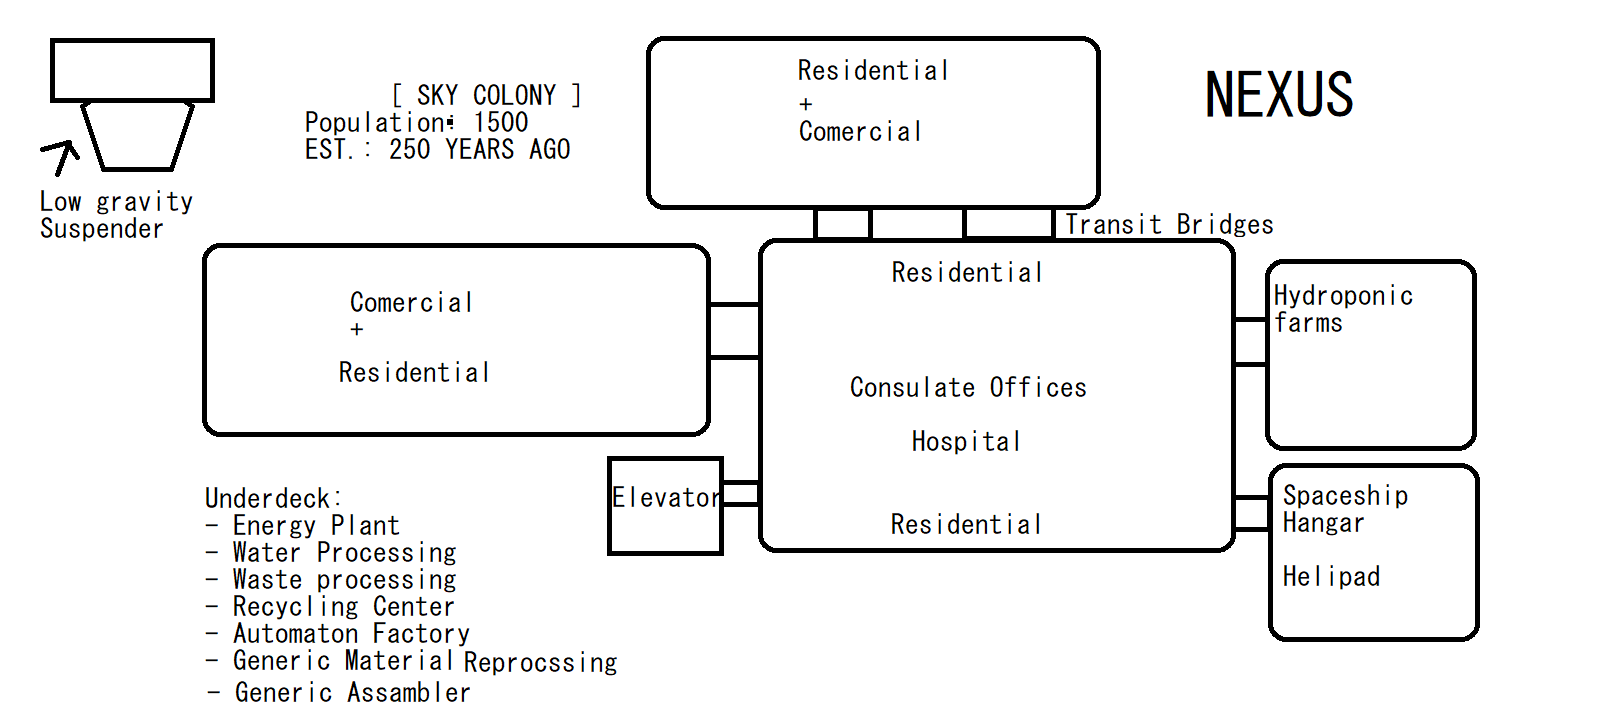 [ SKY COLONY ]
Population: 1500
EST.: 250 YEARS AGO
Low gravity
Suspender
Residential
+
Comercial
NEXUS
Transit Bridges
Comercial
+
Residential
Residential
Consulate Offices
Hospital
Residential
Hydroponic
farms
Elevator
Spaceship
Hangar
Helipad
Underdeck:
- Energy Plant
- Water Processing
- Waste processing
- Recycling Center
- Automaton Factory
- Generic Material Reprocssing
- Generic Assambler